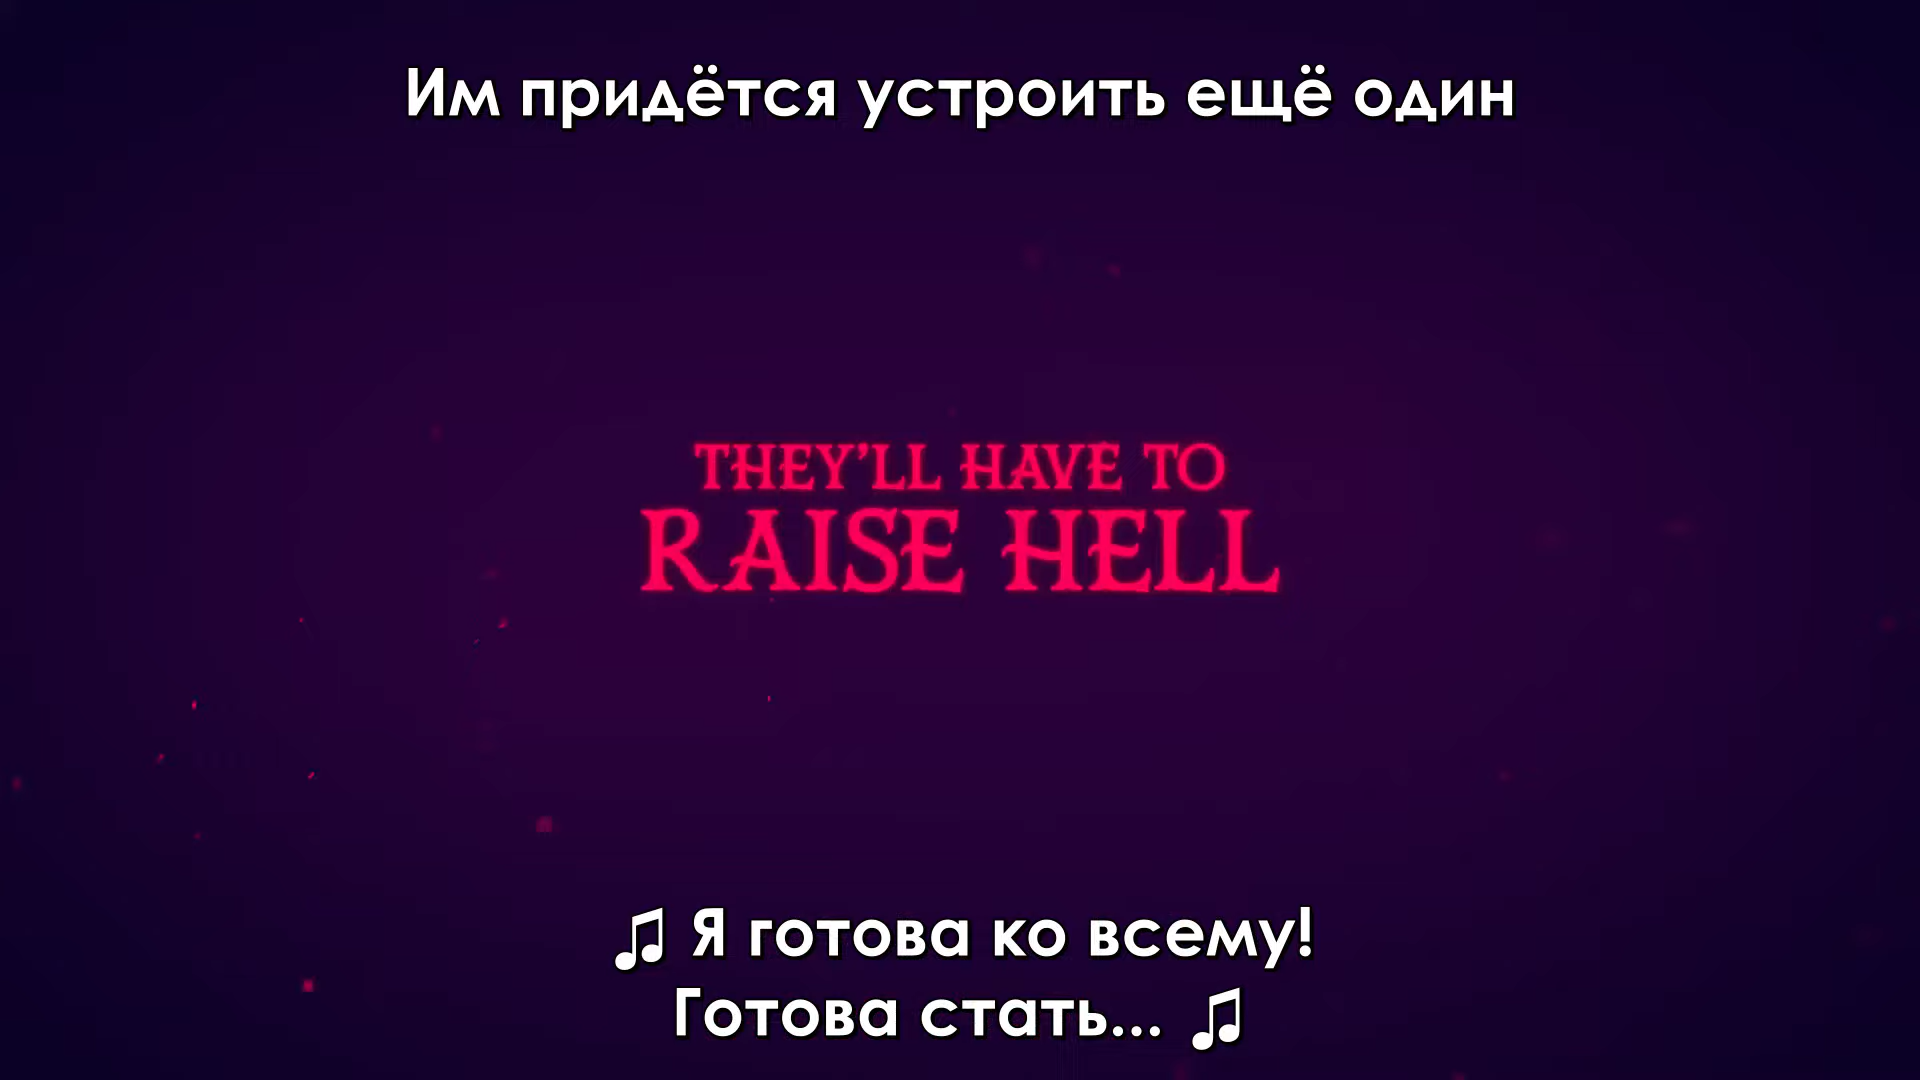 Им придётся устроить ещё один
THEY'LL HAVE TO
RAISE HELL
♫ Я готова ко всему!
Готова стать... ♫